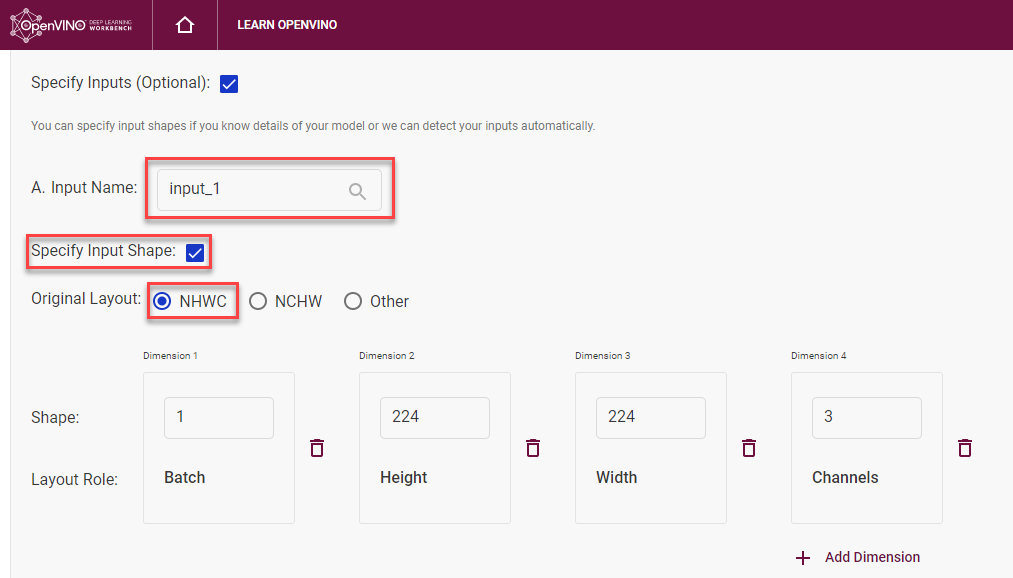 OpenVINO DEEP LEARNING WORKBENCH LEARN OPENVINO
Specify Inputs (Optional):
You can specify input shapes if you know details of your model or we can detect your inputs automatically.
A. Input Name: input_1
Specify Input Shape:
Original Layout: NHWC NCHW Other
Dimension 1 Dimension 2 Dimension 3 Dimension 4
Shape: 1 224 224 3
Layout Role: Batch Height Width Channels
Add Dimension